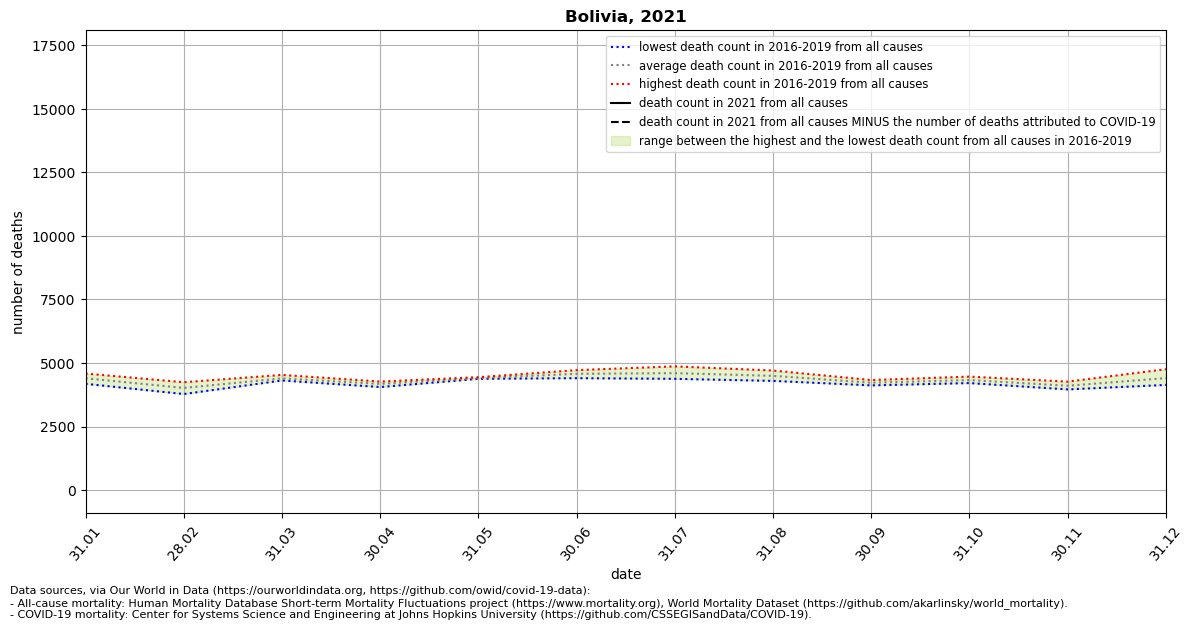 Bolivia, 2021
lowest death count in 2016-2019 from all causes
average death count in 2016-2019 from all causes
highest death count in 2016-2019 from all causes
death count in 2021 from all causes
death count in 2021 from all causes MINUS the number of deaths attributed to COVID-19
range between the highest and the lowest death count from all causes in 2016-2019
number of deaths
17500
15000
12500
10000
7500
5000
2500
0
31.01 28.02 31.03 30.04 31.05 30.06 31.07 31.08 30.09 31.10 30.11 31.12
date
Data sources, via Our World in Data (https://ourworldindata.org, https://github.com/owid/covid-19-data):
- All-cause mortality: Human Mortality Database Short-term Mortality Fluctuations project (https://www.mortality.org), World Mortality Dataset (https://github.com/akarlinsky/world_mortality).
- COVID-19 mortality: Center for Systems Science and Engineering at Johns Hopkins University (https://github.com/CSSEGISandData/COVID-19).